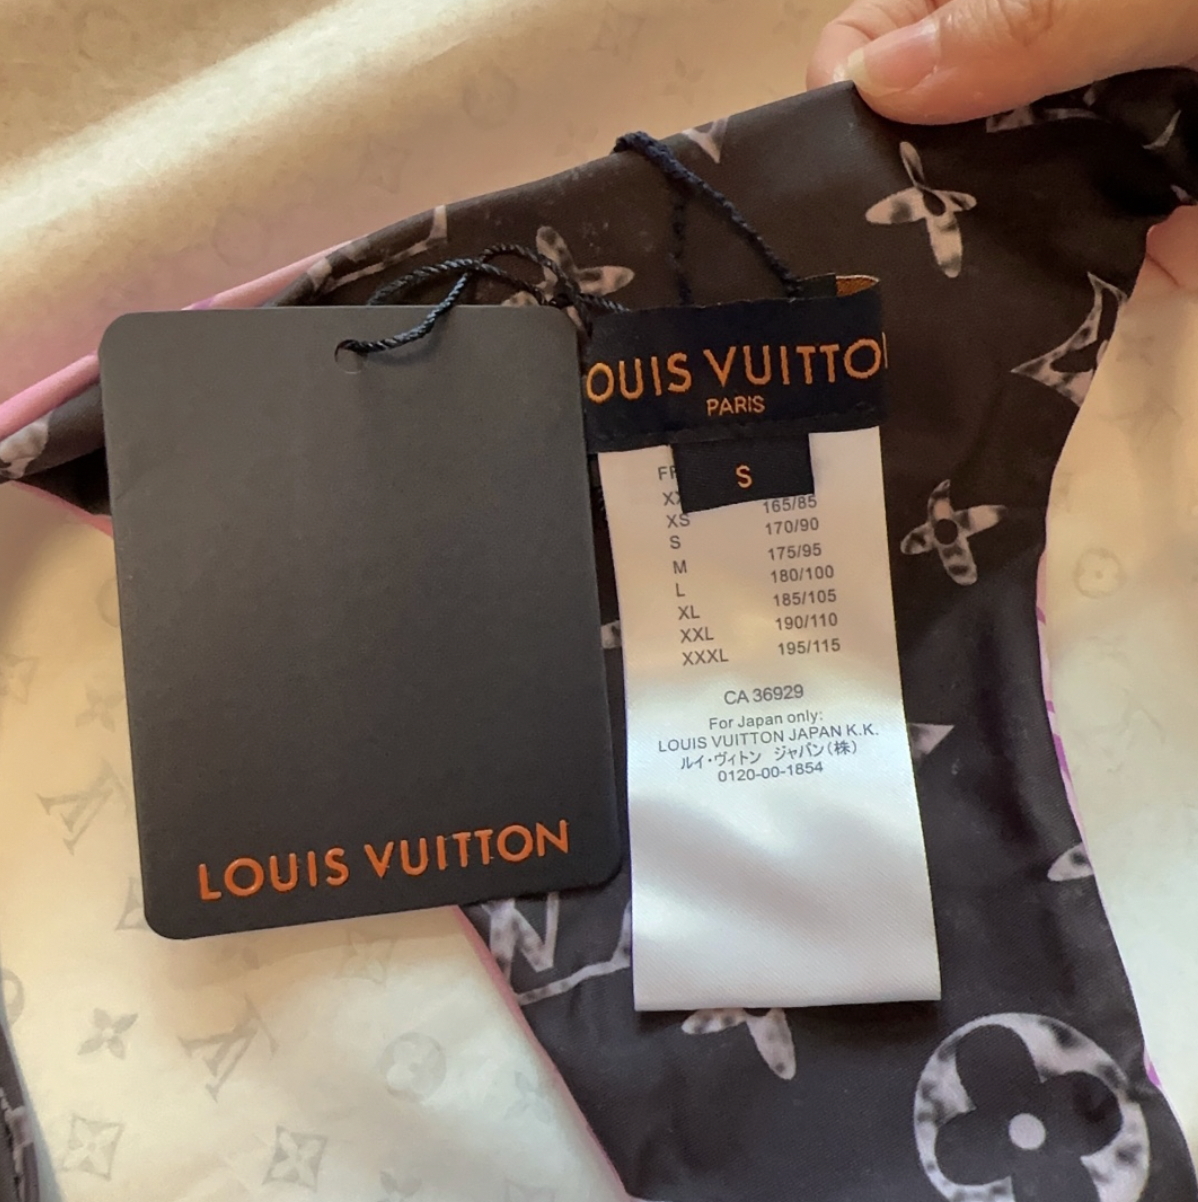 LOUIS VUITTON
OUIS VUITTO
PARIS
S
XS
S
M
L
XL
XXL
XXXL
165/85
170/90
175/95
180/100
185/105
190/110
195/115
CA 36929
For Japan only:
LOUIS VUITTON JAPAN K.K.
ルイ・ヴィトン ジャパン(株)
0120-00-1854